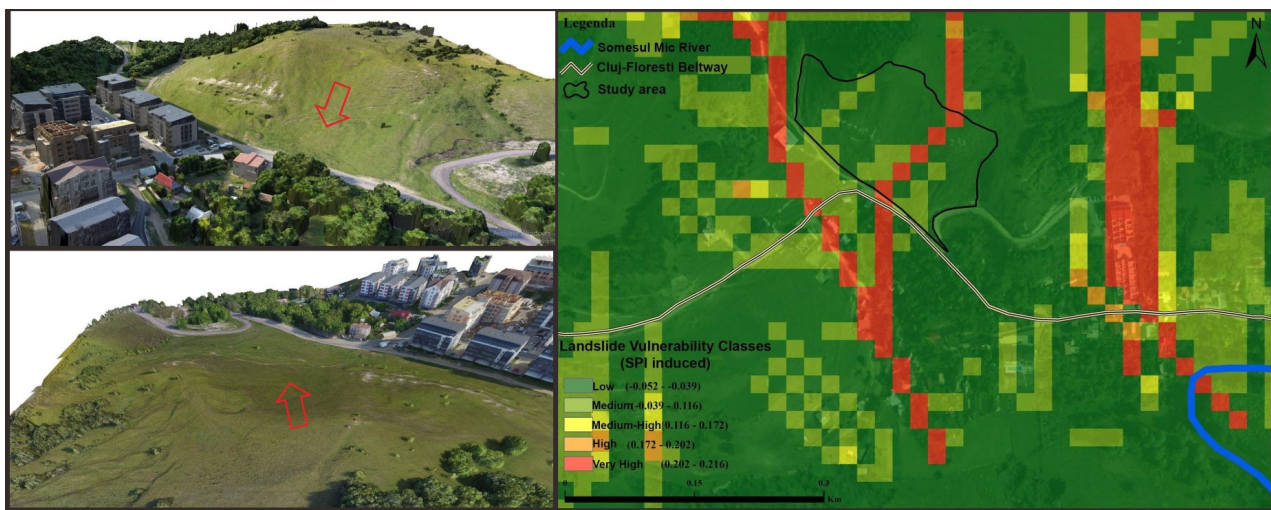 Legenda
N
Somesul Mic River
Cluj-Floresti Beltway
Study area
Landslide Vulnerability Classes
(SPI induced)
Low (-0.052 - -0.039)
Medium(-0.039 - 0.116)
Medium-High (0.116 - 0.172)
High (0.172 - 0.202)
Very High (0.202 - 0.216)
0 0.15 0.3
Km